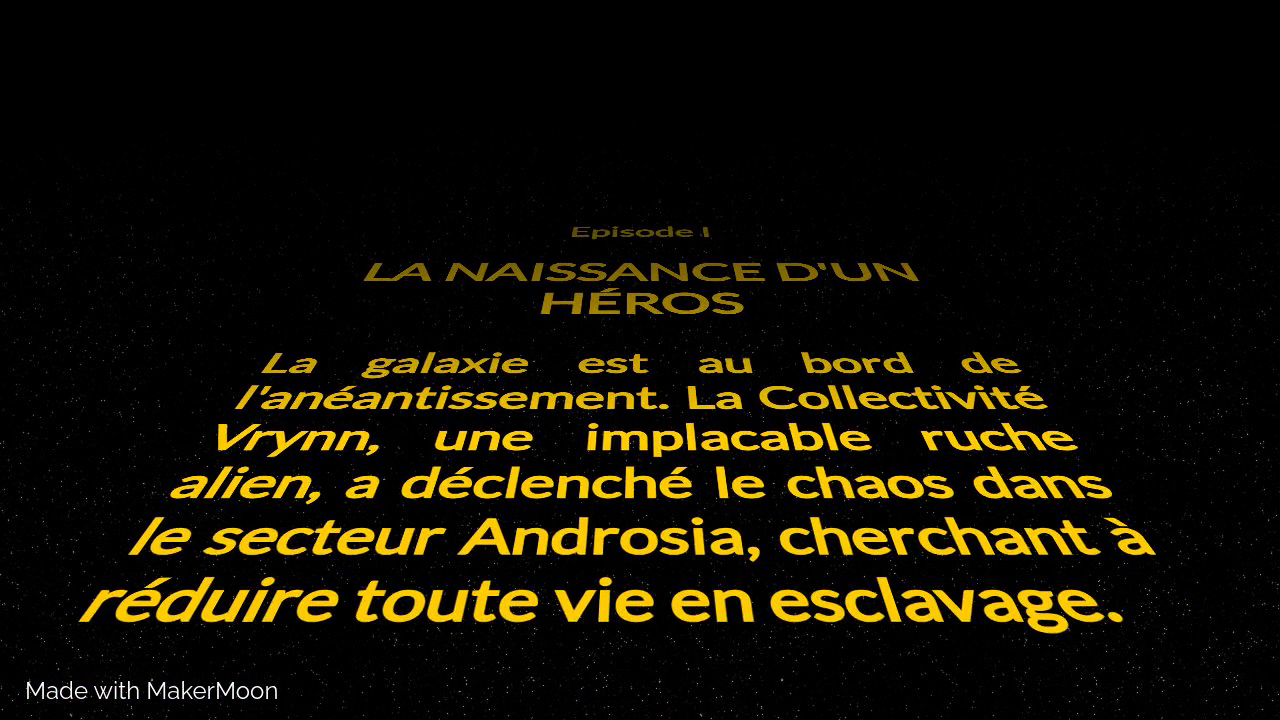 Episode I
LA NAISSANCE D'UN
HÉROS
La galaxie est au bord de
l'anéantissement. La Collectivité
Vrynn, une implacable ruche
alien, a déclenché le chaos dans
le secteur Androsia, cherchant à
réduire toute vie en esclavage.
Made with MakerMoon